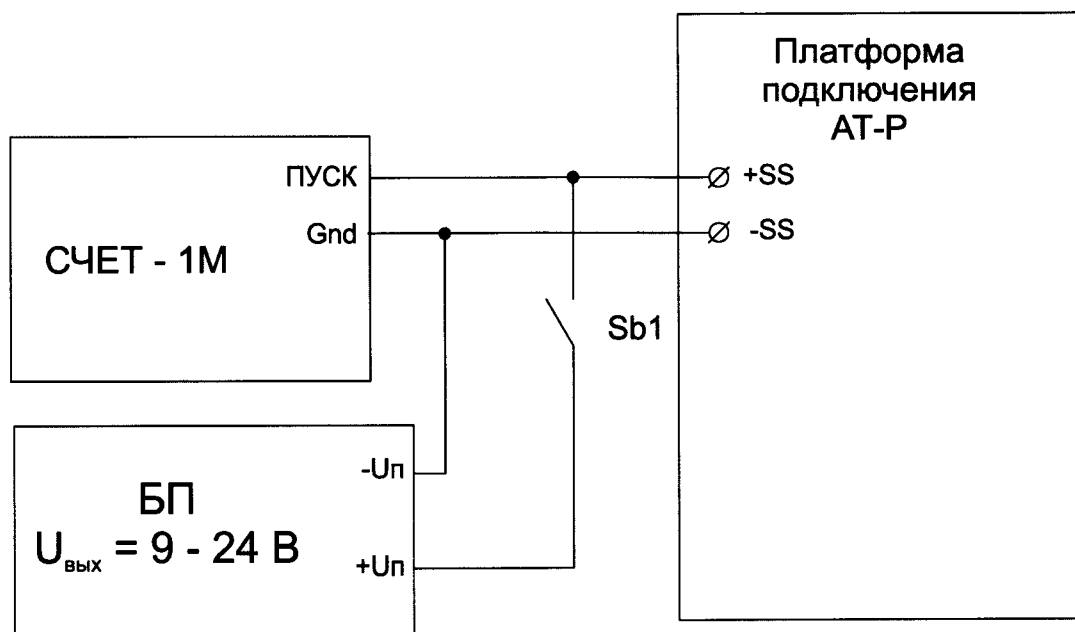 Платформа
подключения
АТ-Р
ПУСК
+SS
Gnd
-SS
СЧЕТ - 1М
Sb1
-Uп
БП
Uвых = 9 - 24 В
+Uп